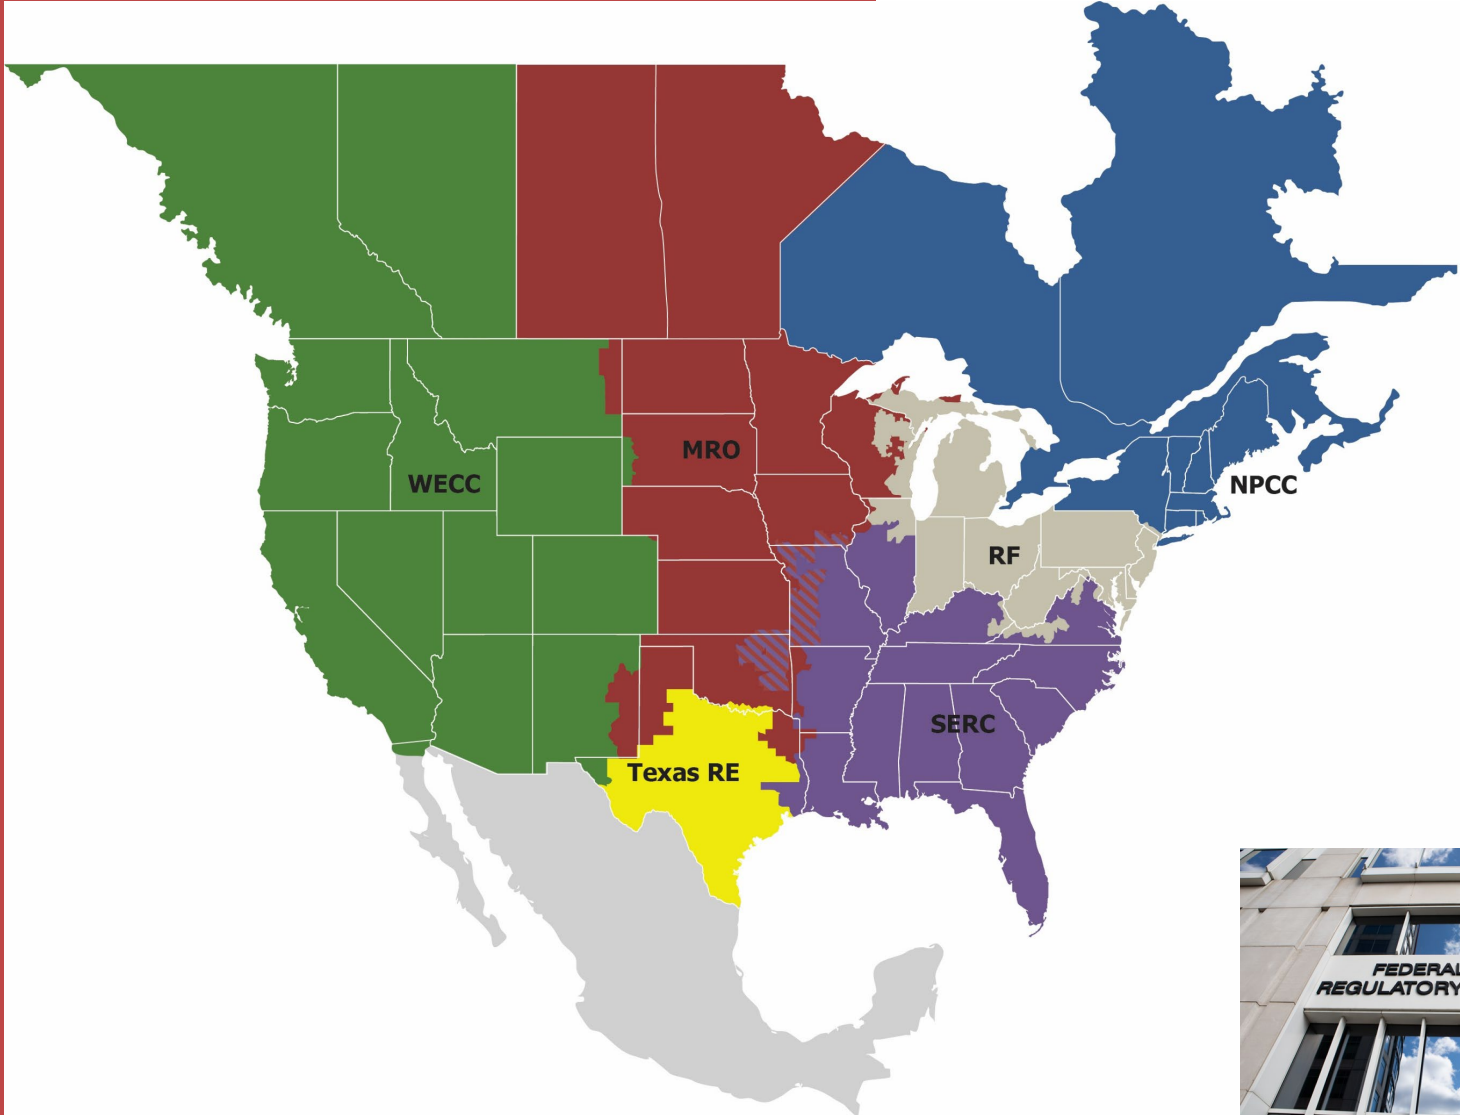 MRO
WECC
NPCC
RF
SERC
Texas RE
FEDERAL
REGULATORY